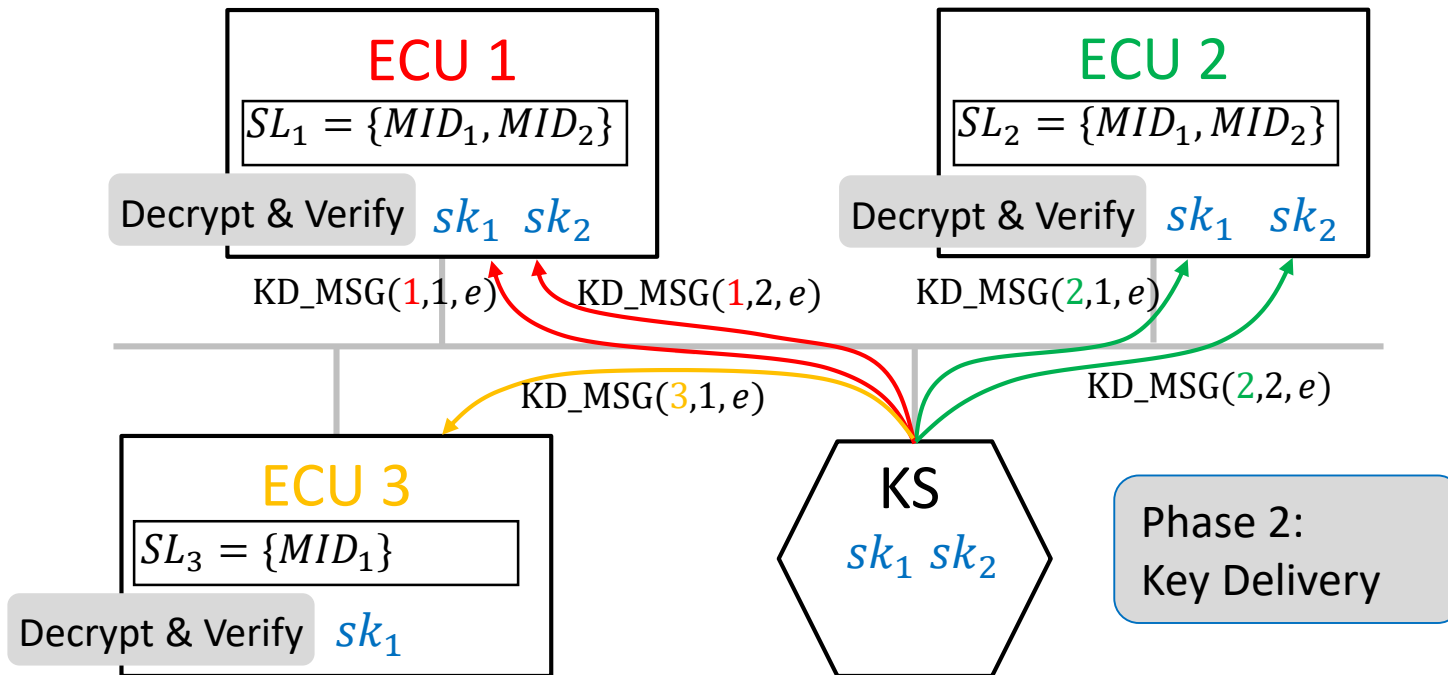 ECU 1
SL₁ = {MID₁, MID₂}
Decrypt & Verify sk₁ sk₂
ECU 2
SL₂ = {MID₁, MID₂}
Decrypt & Verify sk₁ sk₂
KD_MSG(1,1, e)
KD_MSG(1,2, e)
KD_MSG(2,1, e)
KD_MSG(3,1, e)
KD_MSG(2,2, e)
ECU 3
SL₃ = {MID₁}
Decrypt & Verify sk₁
KS
sk₁ sk₂
Phase 2:
Key Delivery